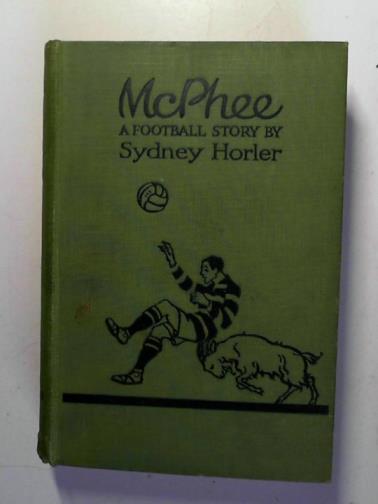 McPhee
A FOOTBALL STORY BY
Sydney Horler